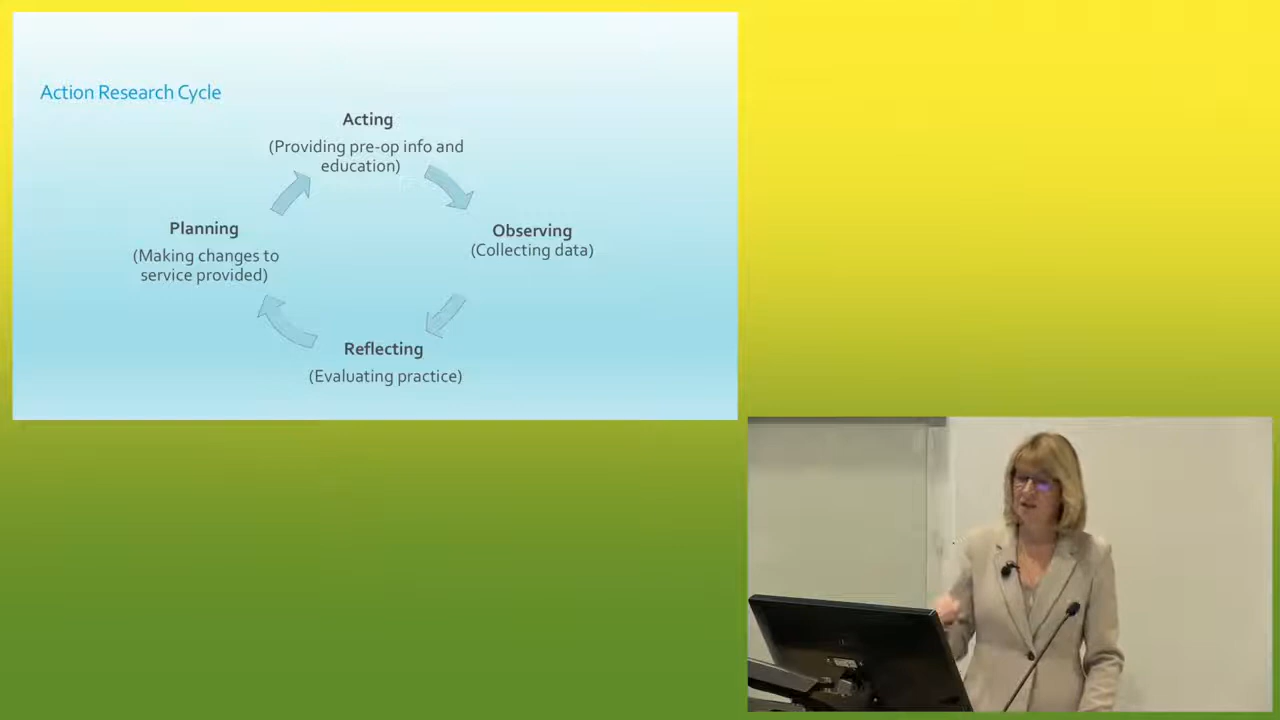 Action Research Cycle
Acting
(Providing pre-op info and
education)
Planning
(Making changes to
service provided)
Observing
(Collecting data)
Reflecting
(Evaluating practice)